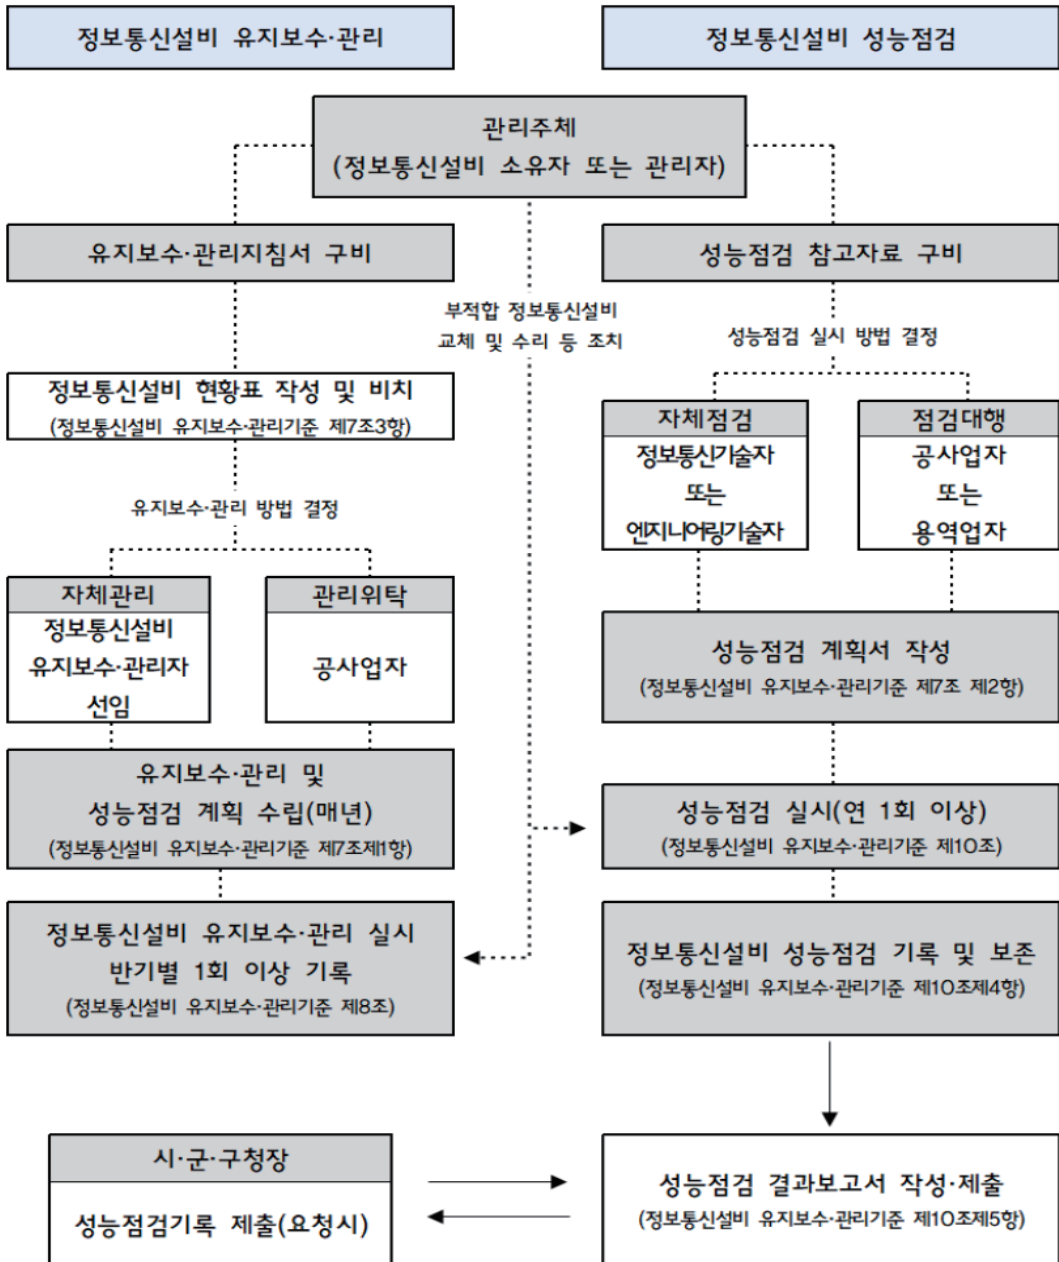 정보통신설비 유지보수·관리
정보통신설비 성능점검
관리주체
(정보통신설비 소유자 또는 관리자)
유지보수·관리지침서 구비
성능점검 참고자료 구비
부적합 정보통신설비
교체 및 수리 등 조치
성능점검 실시 방법 결정
정보통신설비 현황표 작성 및 비치
(정보통신설비 유지보수·관리기준 제7조3항)
자체점검
정보통신기술자
또는
엔지니어링기술자
점검대행
공사업자
또는
용역업자
유지보수·관리 방법 결정
자체관리
정보통신설비
유지보수·관리자
선임
관리위탁
공사업자
성능점검 계획서 작성
(정보통신설비 유지보수·관리기준 제7조 제2항)
유지보수·관리 및
성능점검 계획 수립(매년)
(정보통신설비 유지보수·관리기준 제7조제1항)
성능점검 실시(연 1회 이상)
(정보통신설비 유지보수·관리기준 제10조)
정보통신설비 유지보수·관리 실시
반기별 1회 이상 기록
(정보통신설비 유지보수·관리기준 제8조)
정보통신설비 성능점검 기록 및 보존
(정보통신설비 유지보수·관리기준 제10조제4항)
시·군·구청장
성능점검기록 제출(요청시)
성능점검 결과보고서 작성·제출
(정보통신설비 유지보수·관리기준 제10조제5항)